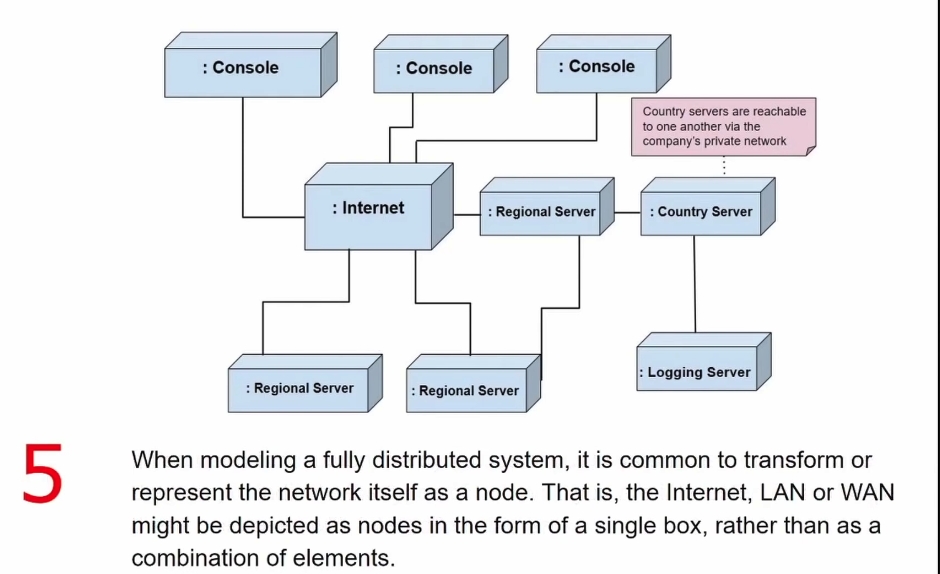 : Console
: Console
: Console
Country servers are reachable
to one another via the
company's private network
: Internet
: Regional Server
: Country Server
: Regional Server
: Regional Server
: Logging Server
5
When modeling a fully distributed system, it is common to transform or
represent the network itself as a node. That is, the Internet, LAN or WAN
might be depicted as nodes in the form of a single box, rather than as a
combination of elements.